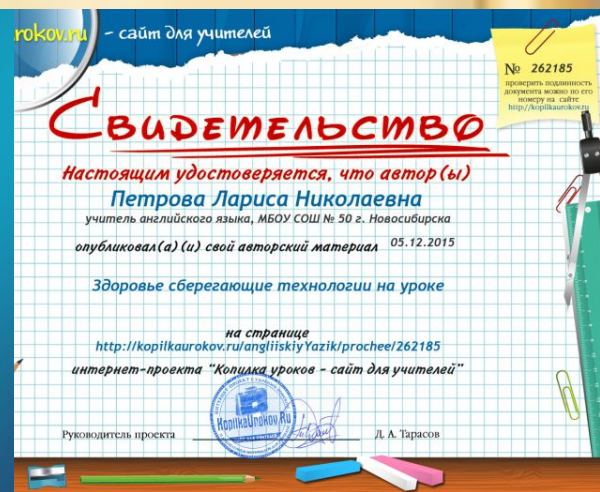 rokov.ru – сайт для учителей
№ 262185
проверить подлинность
документа можно по его
номеру на сайте
http://kopilkaurokov.ru
Свидетельство
Настоящим удостоверяется, что автор(ы)
Петрова Лариса Николаевна
учитель английского языка, МБОУ СОШ № 50 г. Новосибирска
опубликовал(а)(и) свой авторский материал 05.12.2015
Здоровье сберегающие технологии на уроке
на странице
http://kopilkaurokov.ru/angliiskiyYazik/prochee/262185
интернет-проекта "Копилка уроков - сайт для учителей"
KopilkaUrokov.Ru
Руководитель проекта Д. А. Тарасов